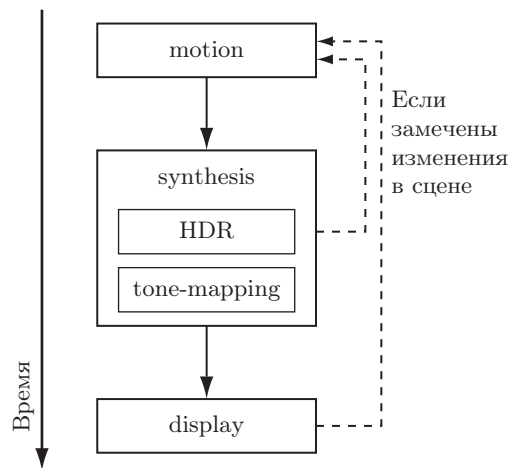 motion
Если
замечены
изменения
в сцене
synthesis
HDR
tone-mapping
display
Время